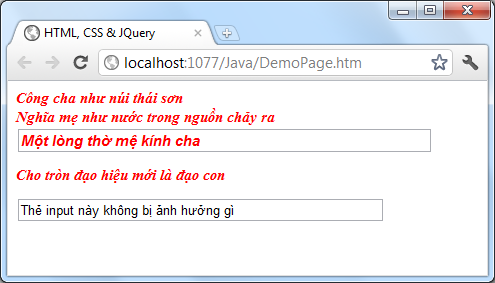 HTML, CSS & JQuery
localhost:1077/Java/DemoPage.htm
Công cha như núi thái sơn
Nghĩa mẹ như nước trong nguồn chảy ra
Một lòng thờ mệ kính cha
Cho tròn đạo hiệu mới là đạo con
Thẻ input này không bị ảnh hưởng gì